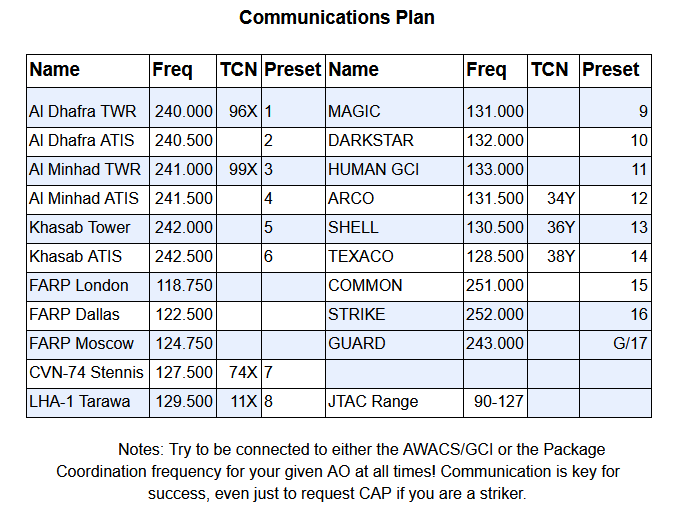 Communications Plan
Name Freq TCN Preset Name Freq TCN Preset
Al Dhafra TWR 240.000 96X 1 MAGIC 131.000 9
Al Dhafra ATIS 240.500 2 DARKSTAR 132.000 10
Al Minhad TWR 241.000 99X 3 HUMAN GCI 133.000 11
Al Minhad ATIS 241.500 4 ARCO 131.500 34Y 12
Khasab Tower 242.000 5 SHELL 130.500 36Y 13
Khasab ATIS 242.500 6 TEXACO 128.500 38Y 14
FARP London 118.750 COMMON 251.000 15
FARP Dallas 122.500 STRIKE 252.000 16
FARP Moscow 124.750 GUARD 243.000 G/17
CVN-74 Stennis 127.500 74X 7
LHA-1 Tarawa 129.500 11X 8 JTAC Range 90-127
Notes: Try to be connected to either the AWACS/GCI or the Package
Coordination frequency for your given AO at all times! Communication is key for
success, even just to request CAP if you are a striker.